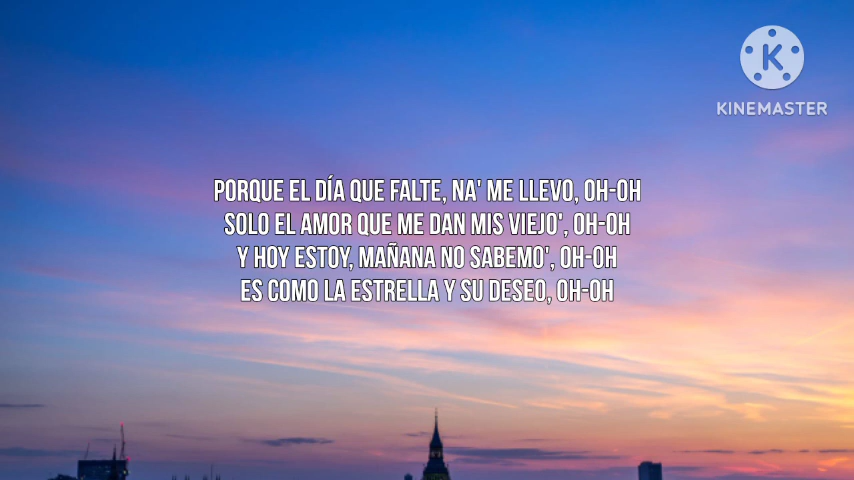 KINEMASTER
PORQUE EL DÍA QUE FALTE, NA' ME LLEVO, OH-OH
SOLO EL AMOR QUE ME DAN MIS VIEJO', OH-OH
Y HOY ESTOY, MAÑANA NO SABEMO', OH-OH
ES COMO LA ESTRELLA Y SU DESEO, OH-OH